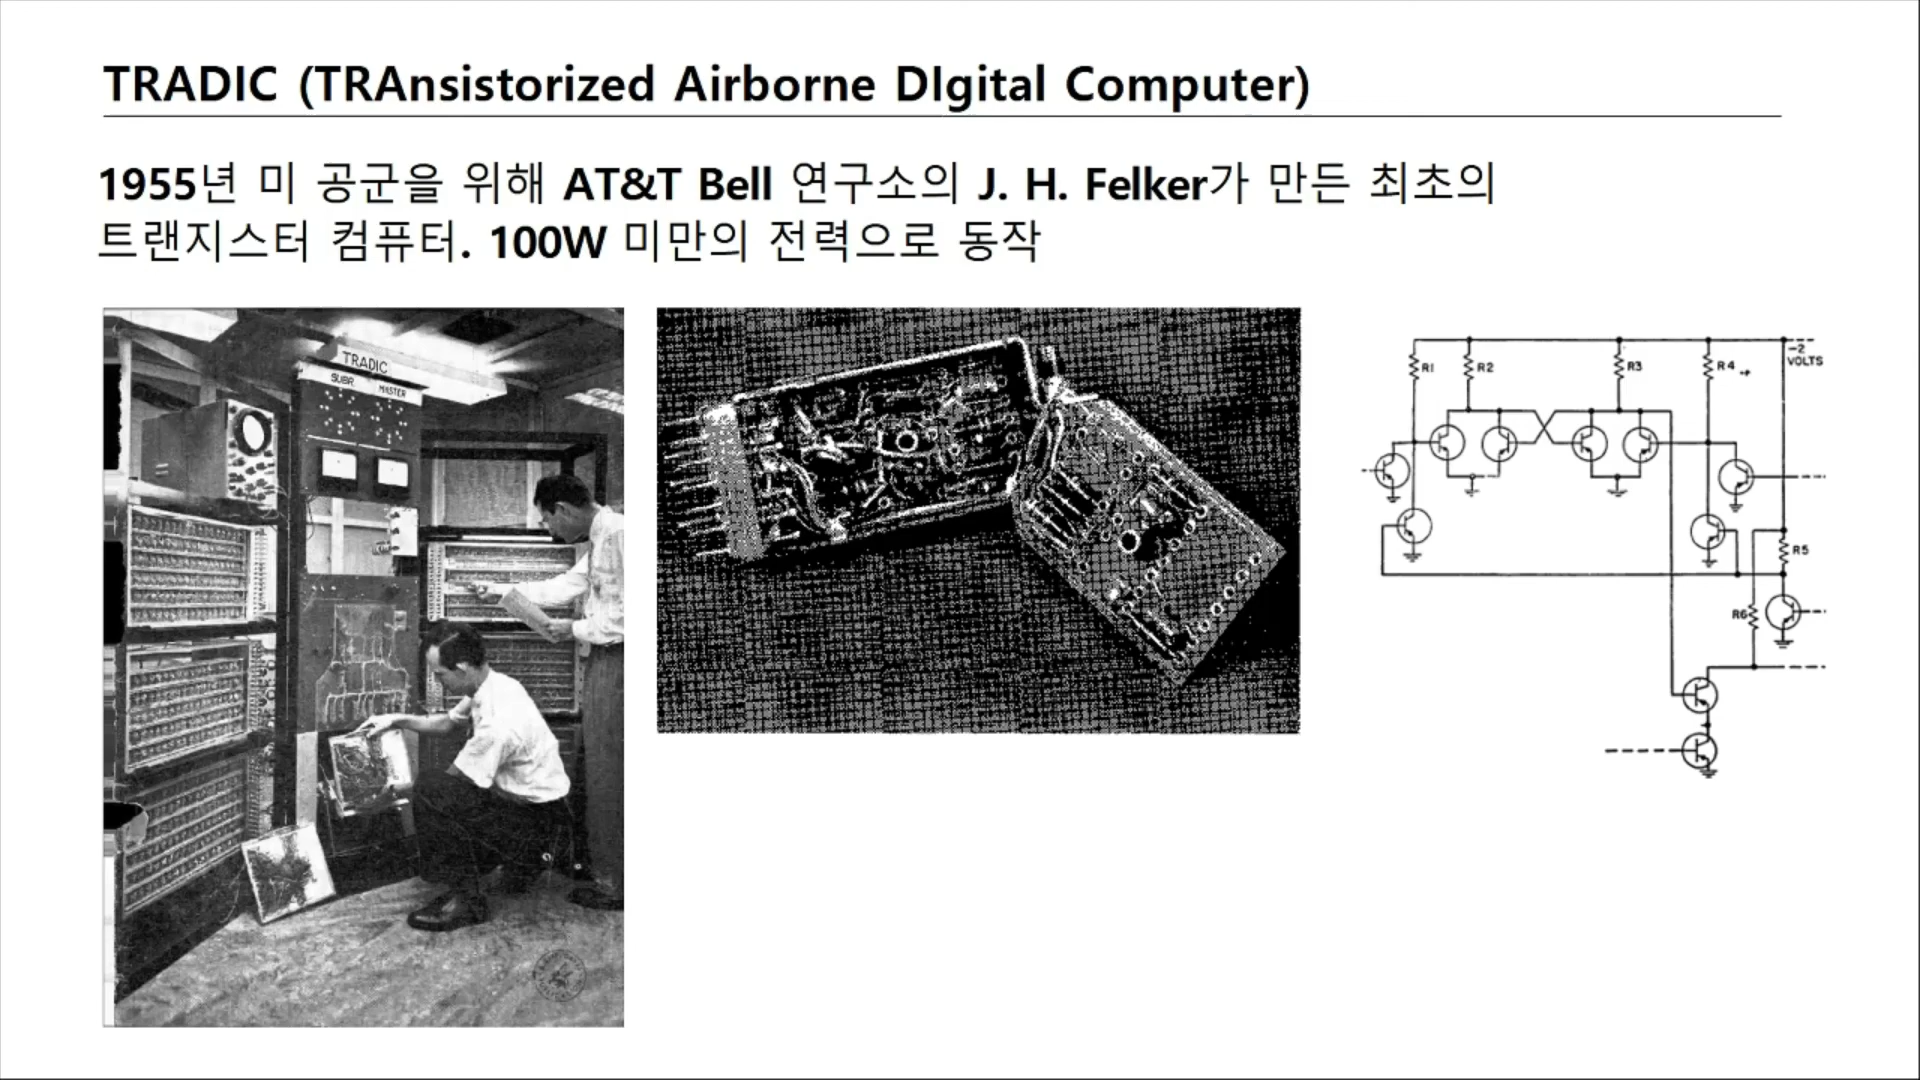 TRADIC (TRAnsistorized Airborne DIgital Computer)
1955년 미 공군을 위해 AT&T Bell 연구소의 J. H. Felker가 만든 최초의
트랜지스터 컴퓨터. 100W 미만의 전력으로 동작
TRADIC
SUBR MASTER
R1
R2
R3
R4
-2
VOLTS
R5
R6